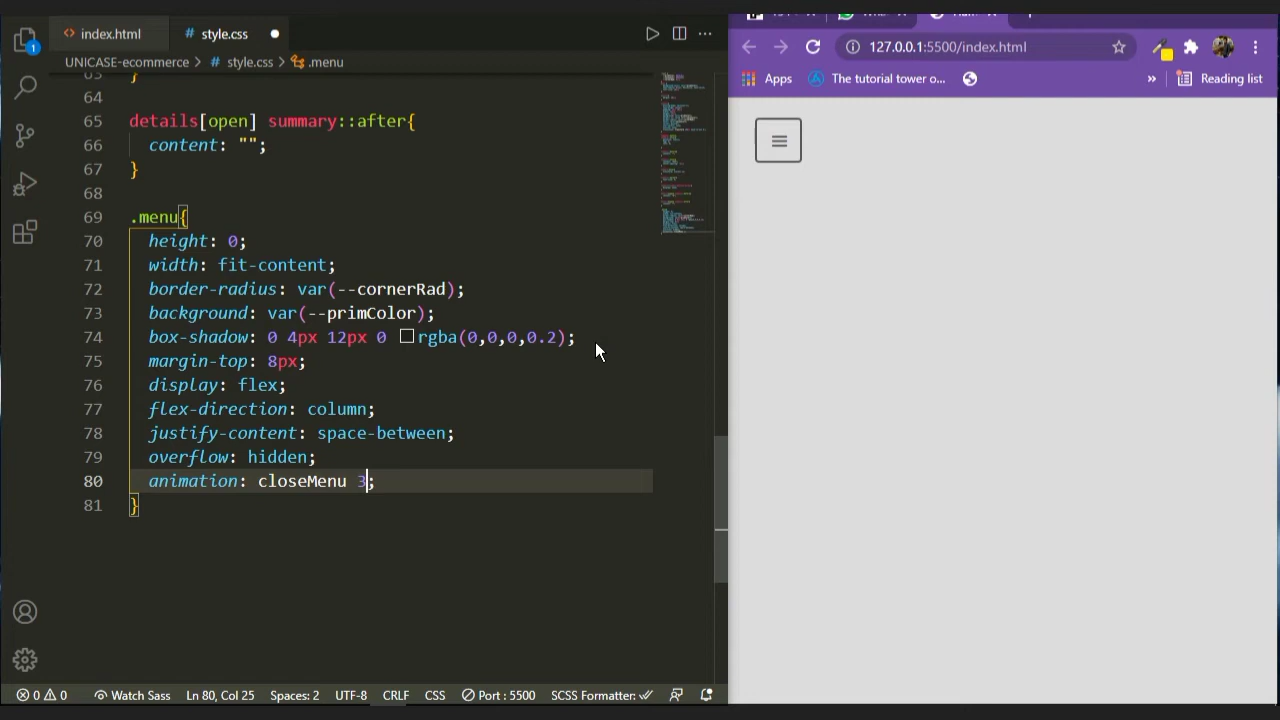 index.html
style.css
UNICASE-ecommerce > style.css > .menu
63 }
64
65 details[open] summary::after{
66 content: "";
67 }
68
69 .menu{
70 height: 0;
71 width: fit-content;
72 border-radius: var(--cornerRad);
73 background: var(--primColor);
74 box-shadow: 0 4px 12px 0 rgba(0,0,0,0.2);
75 margin-top: 8px;
76 display: flex;
77 flex-direction: column;
78 justify-content: space-between;
79 overflow: hidden;
80 animation: closeMenu 3;
81 }
1
0 0 Watch Sass Ln 80, Col 25 Spaces: 2 UTF-8 CRLF CSS Port : 5500 SCSS Formatter:
127.0.0.1:5500/index.html
Apps The tutorial tower o... » Reading list